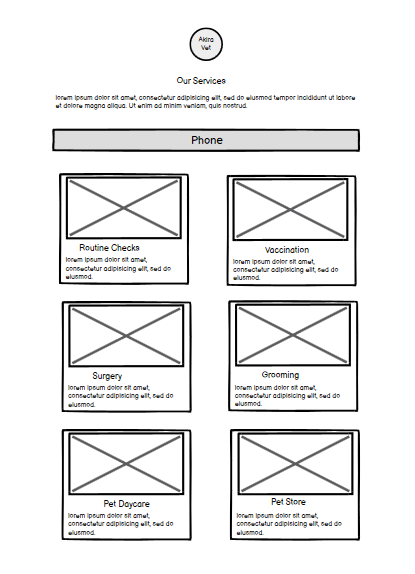 Akira
Vet
Our Services
lorem ipsum dolor sit amet, consectetur adipisicing elit, sed do eiusmod tempor incididunt ut labore
et dolore magna aliqua. Ut enim ad minim veniam, quis nostrud.
Phone
Routine Checks
lorem ipsum dolor sit amet,
consectetur adipisicing elit, sed do
eiusmod.
Vaccination
lorem ipsum dolor sit amet,
consectetur adipisicing elit, sed do
eiusmod.
Surgery
lorem ipsum dolor sit amet,
consectetur adipisicing elit, sed do
eiusmod.
Grooming
lorem ipsum dolor sit amet,
consectetur adipisicing elit, sed do
eiusmod.
Pet Daycare
lorem ipsum dolor sit amet,
consectetur adipisicing elit, sed do
eiusmod.
Pet Store
lorem ipsum dolor sit amet,
consectetur adipisicing elit, sed do
eiusmod.